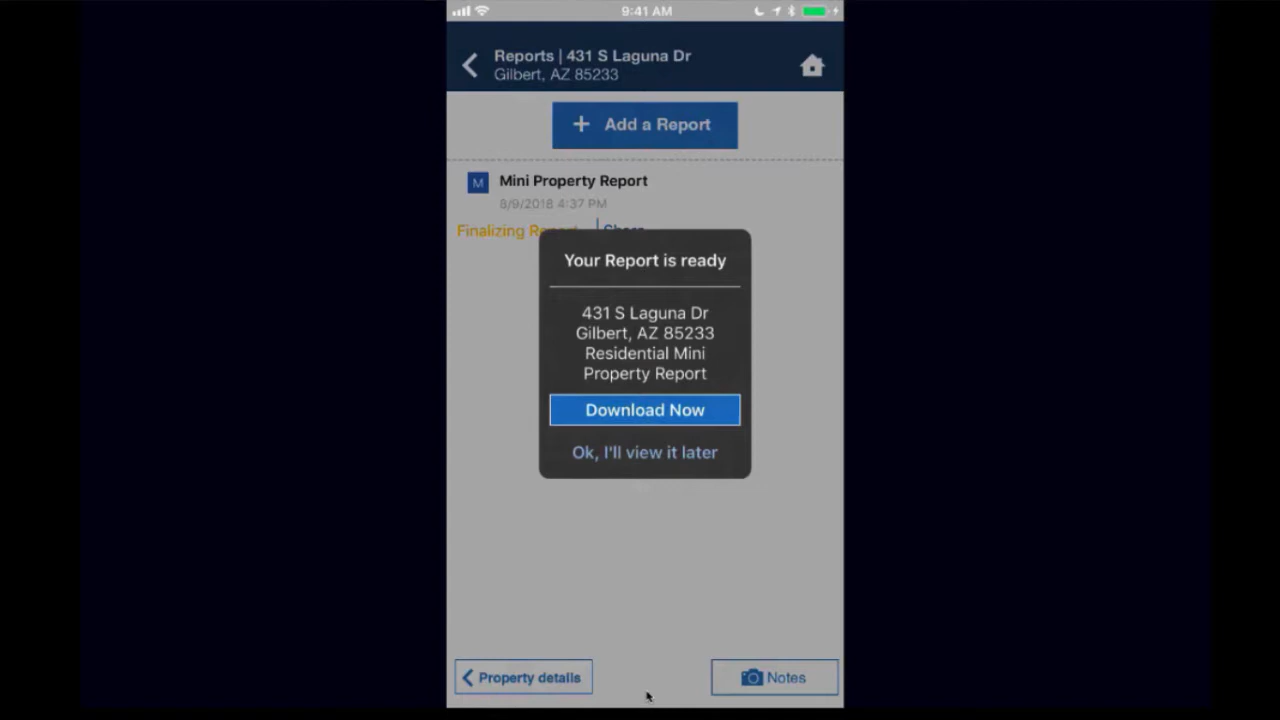 9:41 AM
Reports | 431 S Laguna Dr
Gilbert, AZ 85233
+ Add a Report
M Mini Property Report
8/9/2018 4:37 PM
Finalizing Report | Share
Your Report is ready
431 S Laguna Dr
Gilbert, AZ 85233
Residential Mini
Property Report
Download Now
Ok, I'll view it later
Property details
Notes